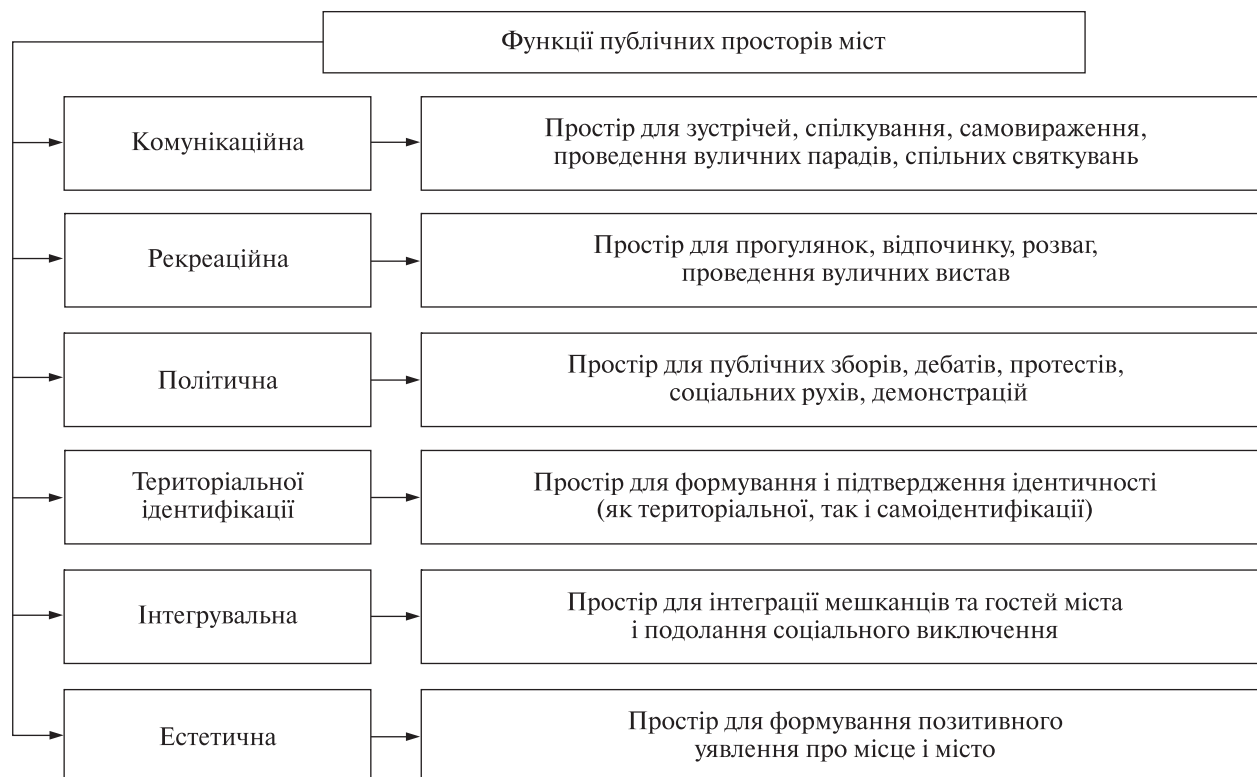 Функції публічних просторів міст
Комунікаційна
Простір для зустрічей, спілкування, самовираження,
проведення вуличних парадів, спільних святкувань
Рекреаційна
Простір для прогулянок, відпочинку, розваг,
проведення вуличних вистав
Політична
Простір для публічних зборів, дебатів, протестів,
соціальних рухів, демонстрацій
Територіальної
ідентифікації
Простір для формування і підтвердження ідентичності
(як територіальної, так і самоідентифікації)
Інтегрувальна
Простір для інтеграції мешканців та гостей міста
і подолання соціального виключення
Естетична
Простір для формування позитивного
уявлення про місце і місто